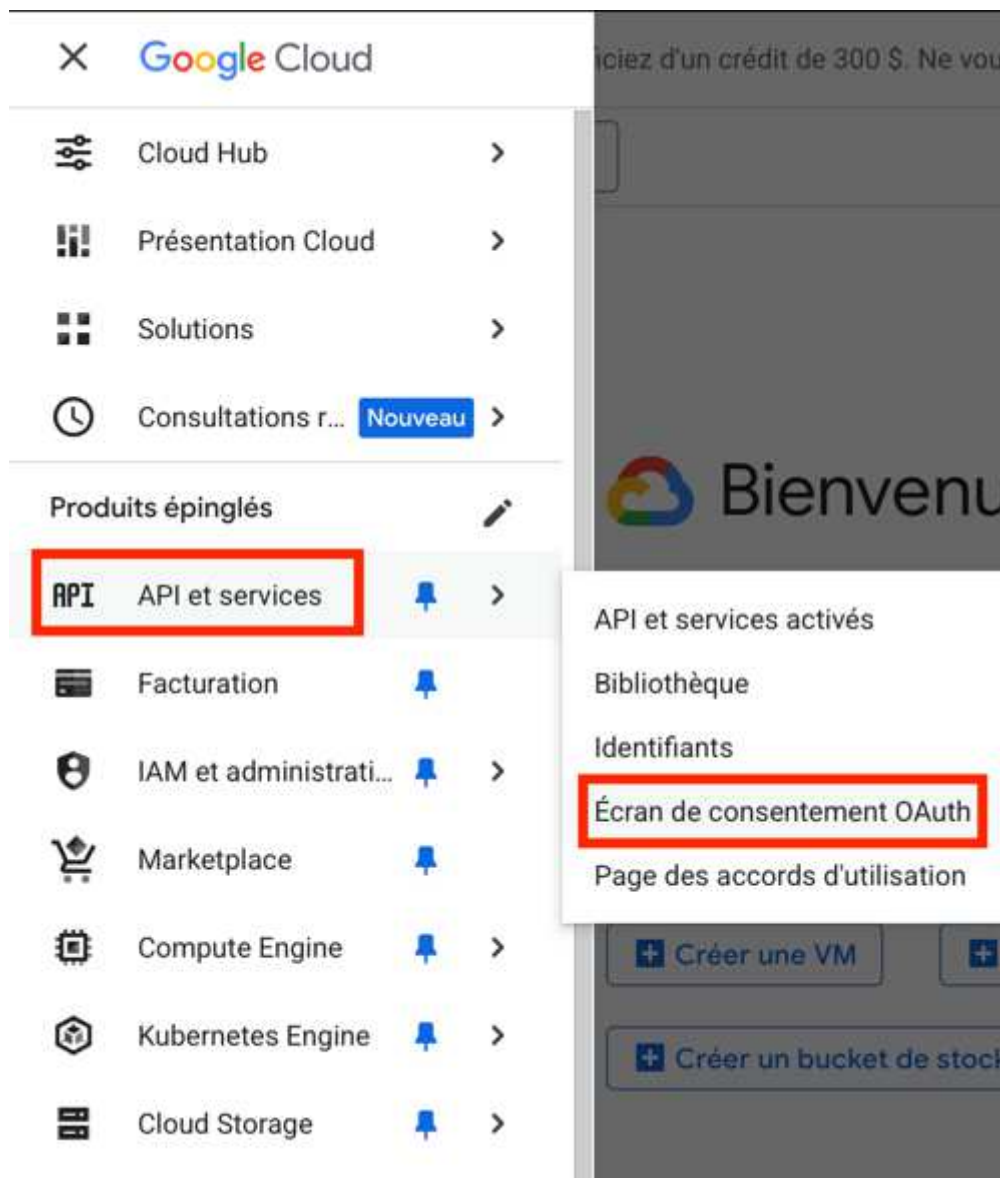 Google Cloud
iciez d'un crédit de 300 $. Ne vou
Cloud Hub
Présentation Cloud
Solutions
Consultations r... Nouveau
Produits épinglés
Bienvenu
API API et services
Facturation
IAM et administrati...
Marketplace
Compute Engine
Kubernetes Engine
Cloud Storage
API et services activés
Bibliothèque
Identifiants
Écran de consentement OAuth
Page des accords d'utilisation
Créer une VM
Créer un bucket de stock